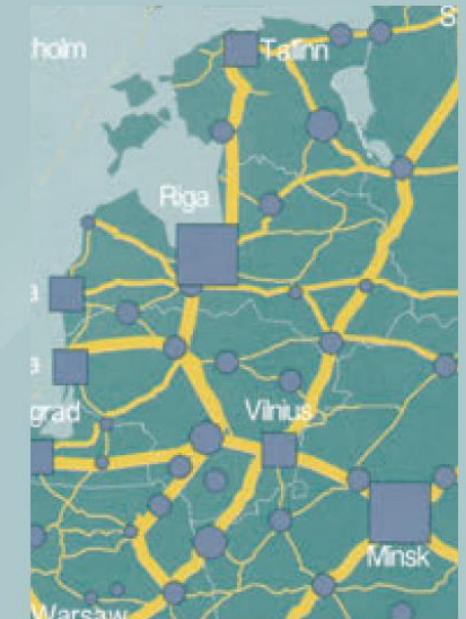 S
holm
Tallinn
Riga
a
a
grad
Vilnius
Minsk
Warsaw